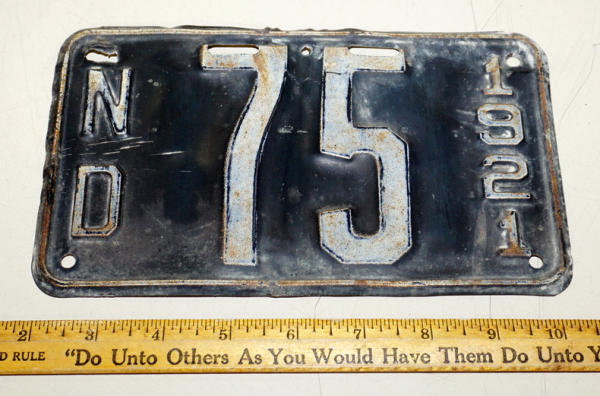 ND 75 1921
2 3 4 5 6 7 8 9 10
D RULE "Do Unto Others As You Would Have Them Do Unto Y